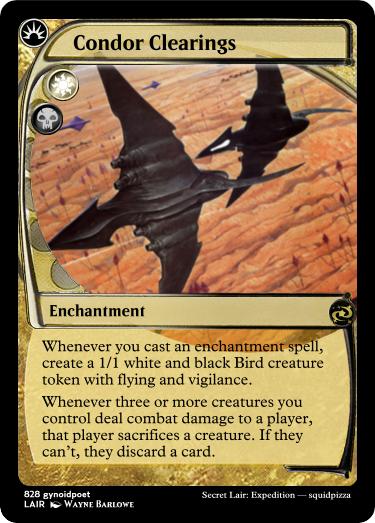 Condor Clearings
Enchantment
Whenever you cast an enchantment spell,
create a 1/1 white and black Bird creature
token with flying and vigilance.
Whenever three or more creatures you
control deal combat damage to a player,
that player sacrifices a creature. If they
can't, they discard a card.
828 gynoidpoet
Secret Lair: Expedition — squidpizza
LAIR Wayne Barlowe